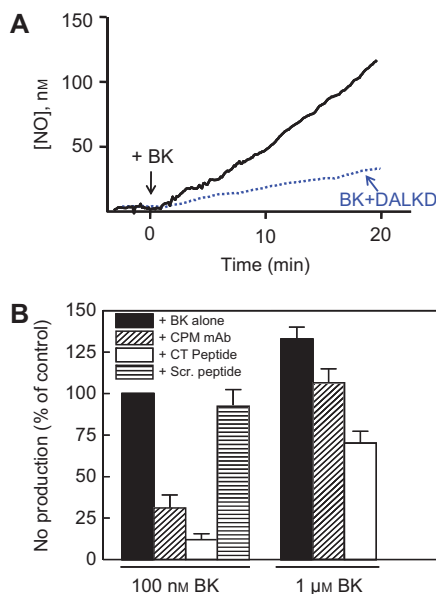 A
150
100
50
[NO], nM
+ BK
BK+DALKD
0
10
20
Time (min)
B
150
125
100
75
50
25
0
No production (% of control)
+ BK alone
+ CPM mAb
+ CT Peptide
+ Scr. peptide
100 nM BK
1 μM BK